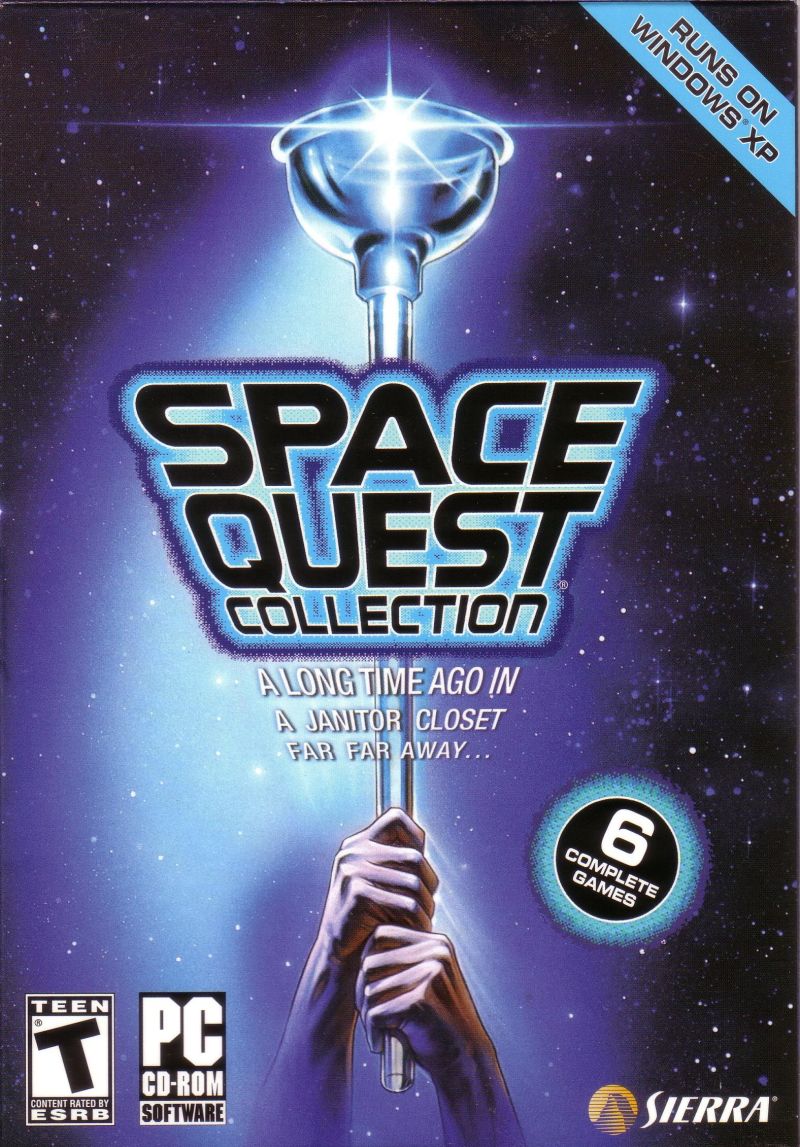 RUNS ON
WINDOWS® XP
SPACE
QUEST®
COLLECTION
A LONG TIME AGO IN
A JANITOR CLOSET
FAR FAR AWAY...
6
COMPLETE
GAMES
TEEN
T®
CONTENT RATED BY
ESRB
PC
CD-ROM
SOFTWARE
SIERRA®